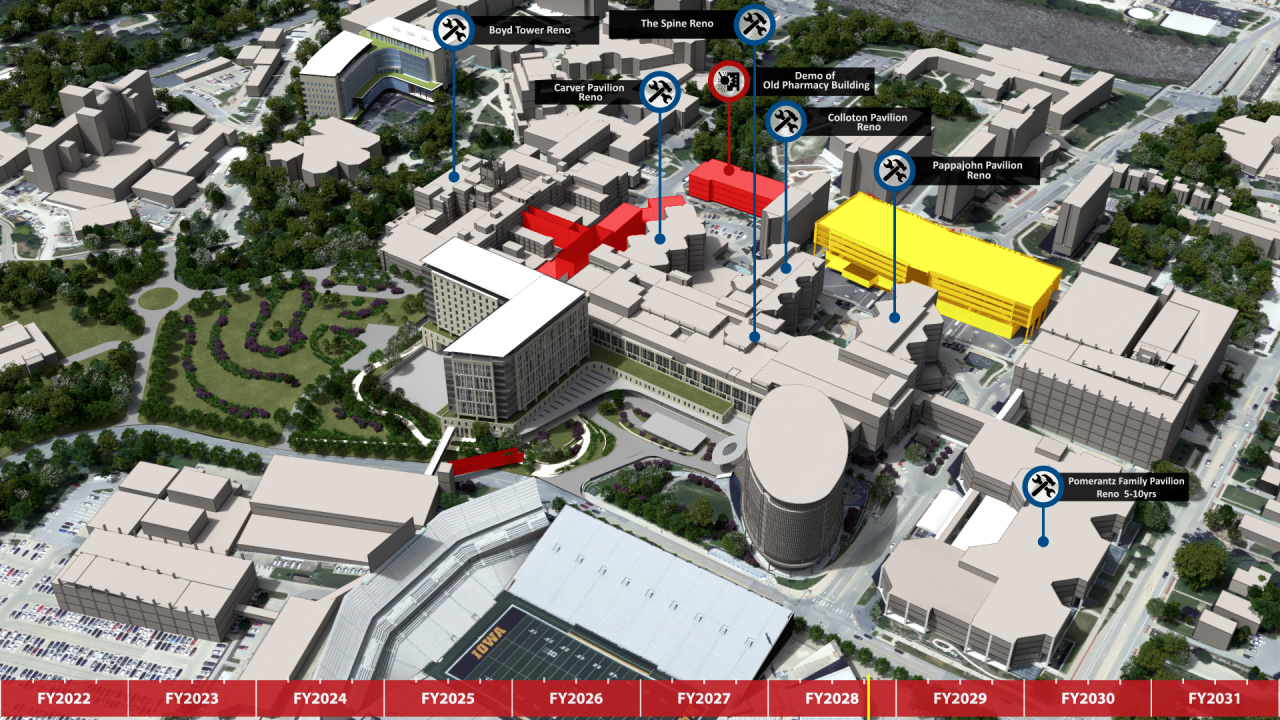 Boyd Tower Reno
The Spine Reno
Carver Pavilion
Reno
Demo of
Old Pharmacy Building
Colloton Pavilion
Reno
Pappajohn Pavilion
Reno
Pomerantz Family Pavilion
Reno 5-10yrs
IOWA
FY2022
FY2023
FY2024
FY2025
FY2026
FY2027
FY2028
FY2029
FY2030
FY2031